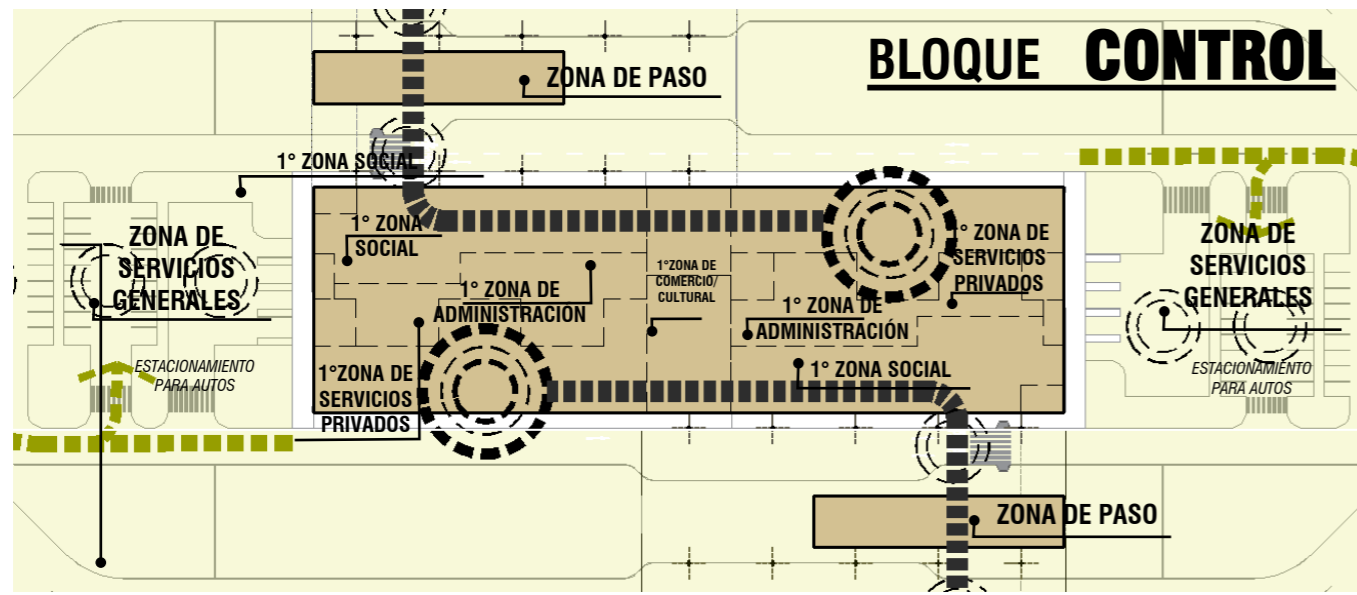 BLOQUE CONTROL
ZONA DE PASO
1° ZONA SOCIAL
ZONA DE
SERVICIOS
GENERALES
ESTACIONAMIENTO
PARA AUTOS
1° ZONA
SOCIAL
1° ZONA DE
ADMINISTRACIÓN
1°ZONA DE
SERVICIOS
PRIVADOS
1°ZONA DE
COMERCIO/
CULTURAL
1° ZONA DE
ADMINISTRACIÓN
1° ZONA DE
SERVICIOS
PRIVADOS
1° ZONA SOCIAL
ZONA DE
SERVICIOS
GENERALES
ESTACIONAMIENTO
PARA AUTOS
ZONA DE PASO